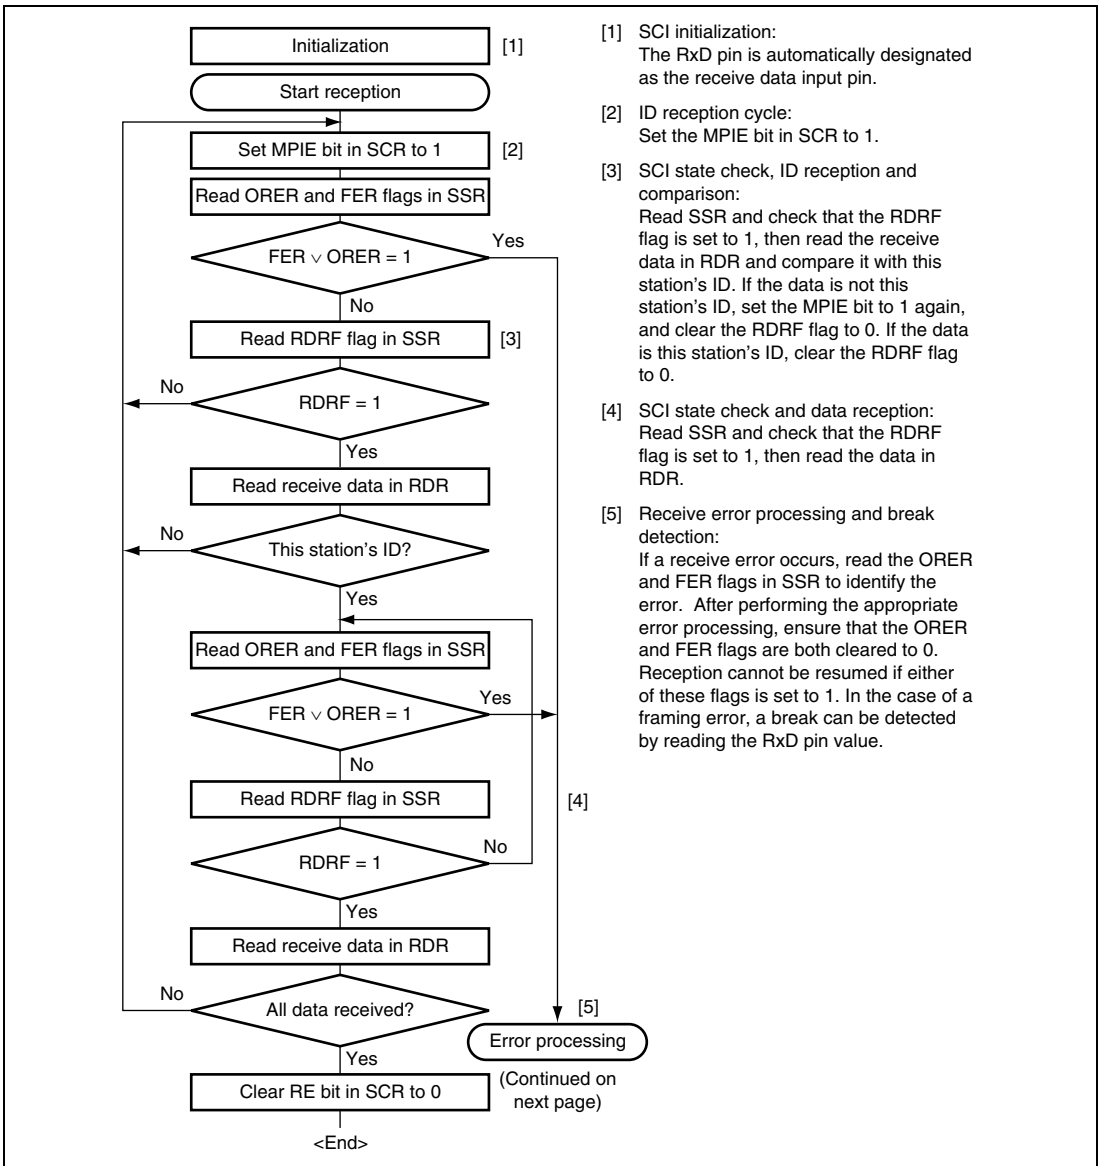 Initialization [1]
Start reception
Set MPIE bit in SCR to 1 [2]
Read ORER and FER flags in SSR
FER ∨ ORER = 1
Yes
No
Read RDRF flag in SSR [3]
No
RDRF = 1
Yes
Read receive data in RDR
No
This station's ID?
Yes
Read ORER and FER flags in SSR
Yes
FER ∨ ORER = 1
No
Read RDRF flag in SSR [4]
No
RDRF = 1
Yes
Read receive data in RDR
No
All data received?
[5]
Error processing
Yes
(Continued on
next page)
Clear RE bit in SCR to 0
<End>
[1] SCI initialization:
The RxD pin is automatically designated
as the receive data input pin.
[2] ID reception cycle:
Set the MPIE bit in SCR to 1.
[3] SCI state check, ID reception and
comparison:
Read SSR and check that the RDRF
flag is set to 1, then read the receive
data in RDR and compare it with this
station's ID. If the data is not this
station's ID, set the MPIE bit to 1 again,
and clear the RDRF flag to 0. If the data
is this station's ID, clear the RDRF flag
to 0.
[4] SCI state check and data reception:
Read SSR and check that the RDRF
flag is set to 1, then read the data in
RDR.
[5] Receive error processing and break
detection:
If a receive error occurs, read the ORER
and FER flags in SSR to identify the
error. After performing the appropriate
error processing, ensure that the ORER
and FER flags are both cleared to 0.
Reception cannot be resumed if either
of these flags is set to 1. In the case of a
framing error, a break can be detected
by reading the RxD pin value.